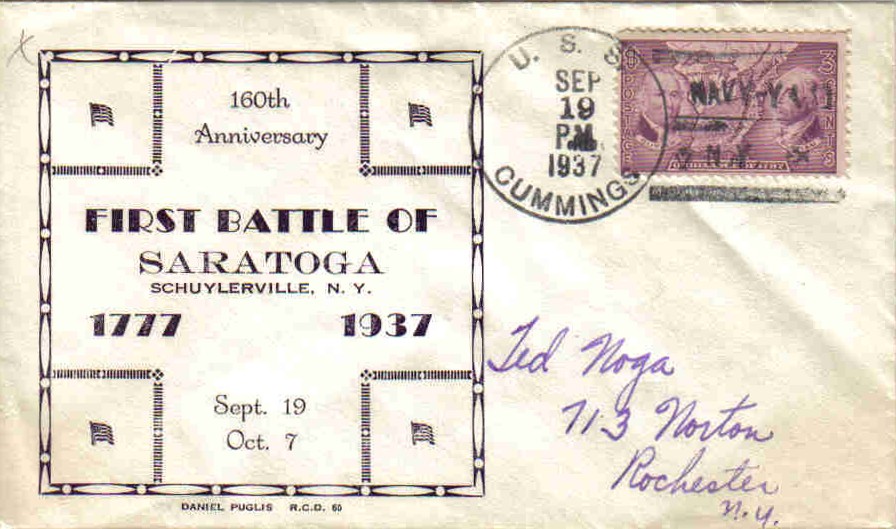 160th
Anniversary
FIRST BATTLE OF
SARATOGA
SCHUYLERVILLE, N. Y.
1777 1937
Sept. 19
Oct. 7
DANIEL PUGLIS R.C.D. 60
U. S. S.
SEP
19
P.M.
1937
CUMMINGS
3
CENTS
POSTAGE
NAVY-Y
N.Y.
Ted Noga
713 Norton
Rochester
N.Y.